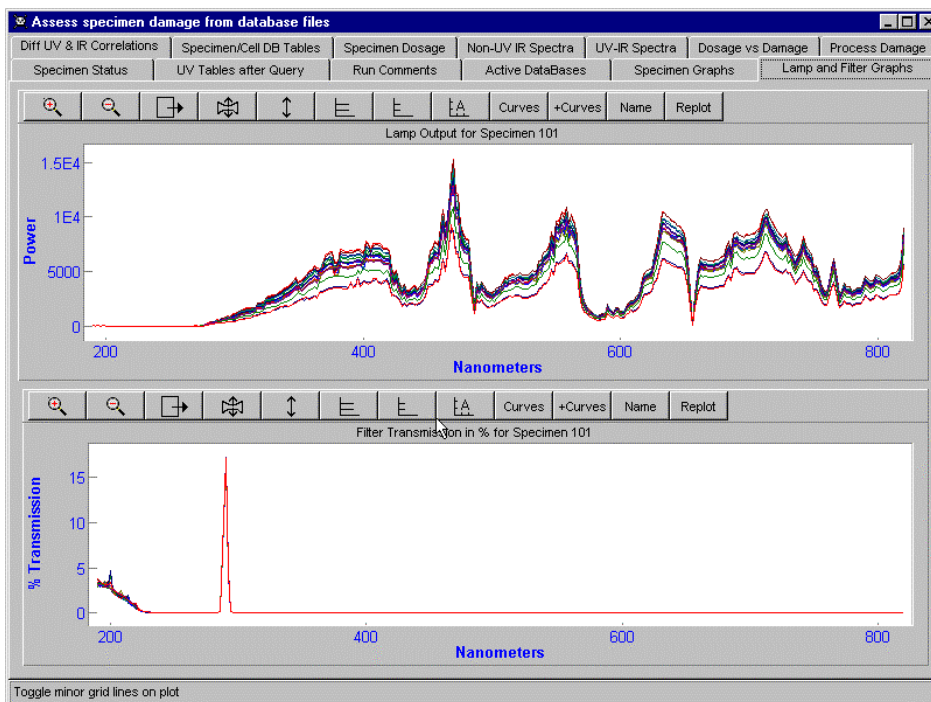 Assess specimen damage from database files
Diff UV & IR Correlations Specimen/Cell DB Tables Specimen Dosage Non-UV IR Spectra UV-IR Spectra Dosage vs Damage Process Damage
Specimen Status UV Tables after Query Run Comments Active DataBases Specimen Graphs Lamp and Filter Graphs
A Curves +Curves Name Replot
Lamp Output for Specimen 101
1.5E4
1E4
5000
0
Power
200 400 600 800
Nanometers
A Curves +Curves Name Replot
Filter Transmission in % for Specimen 101
15
10
5
0
% Transmission
200 400 600 800
Nanometers
Toggle minor grid lines on plot